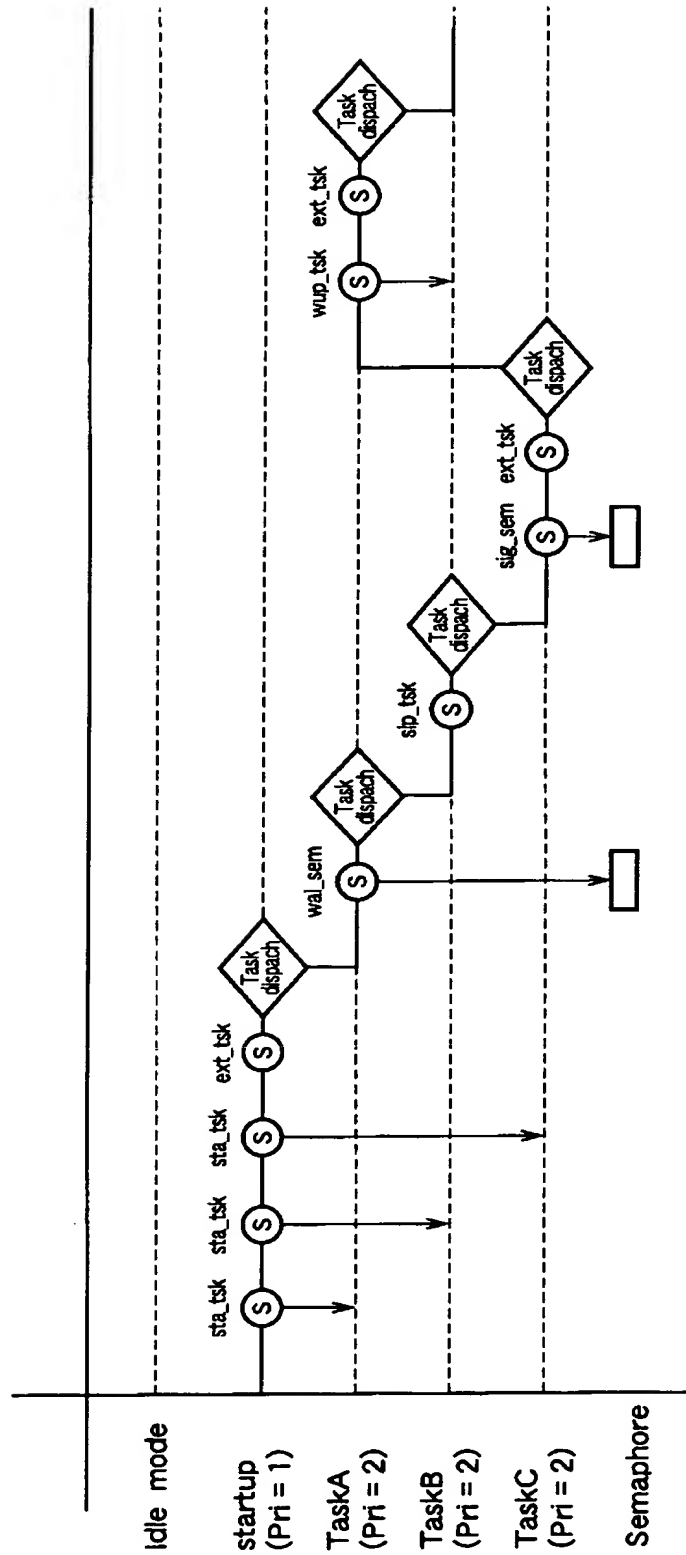 Idle mode
startup
(Pri = 1)
sta_tsk
S
sta_tsk
S
sta_tsk
S
ext_tsk
S
Task
dispach
TaskA
(Pri = 2)
wai_sem
S
Task
dispach
wup_tsk
S
ext_tsk
S
Task
dispach
TaskB
(Pri = 2)
slp_tsk
S
Task
dispach
TaskC
(Pri = 2)
sig_sem
S
ext_tsk
S
Task
dispach
Semaphore